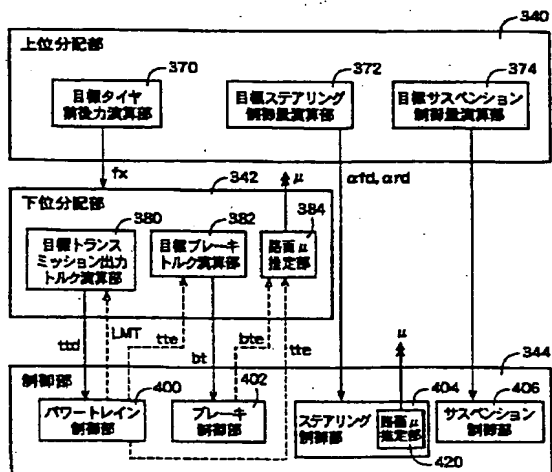 340
上位分配部
370
372
374
目標タイヤ
前後力演算部
目標ステアリング
制御量演算部
目標サスペンション
制御量演算部
fx
342
μ
αfd, αrd
下位分配部
380
382
384
目標トランス
ミッション出力
トルク演算部
目標ブレーキ
トルク演算部
路面μ
推定部
μ
ttd
LMT
tte
bt
bte
tte
344
制御部
400
402
404
406
パワートレイン
制御部
ブレーキ
制御部
ステアリング
制御部
路面μ
推定部
サスペンション
制御部
420